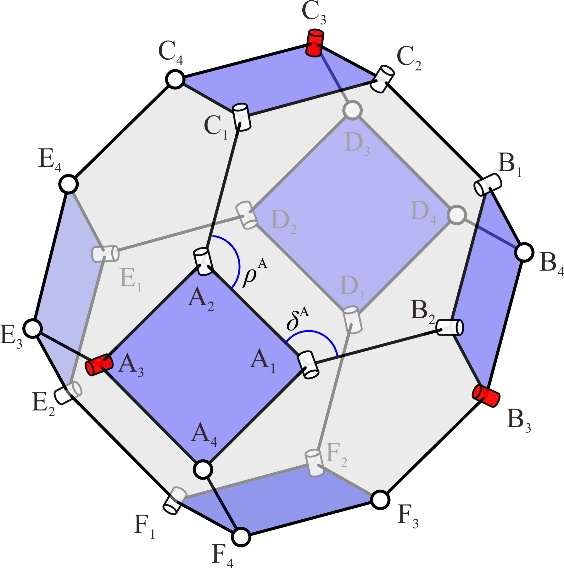 C₃
C₄
C₂
C₁
D₃
E₄
B₁
D₂
D₄
E₁
B₄
ρᴬ
A₂
D₁
δᴬ
B₂
E₃
A₃
A₁
E₂
B₃
A₄
F₂
F₁
F₃
F₄